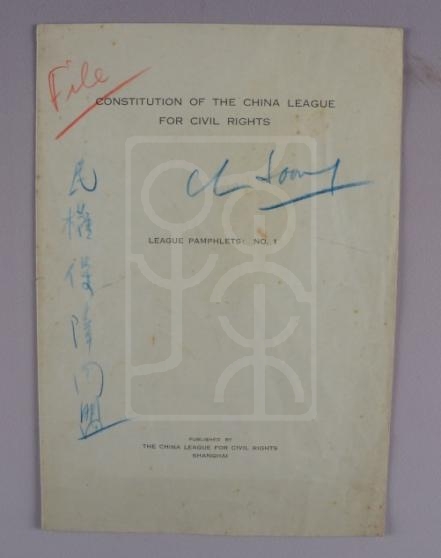 File
CONSTITUTION OF THE CHINA LEAGUE
FOR CIVIL RIGHTS
民權保障同盟
LEAGUE PAMPHLETS: NO. 1
PUBLISHED BY
THE CHINA LEAGUE FOR CIVIL RIGHTS
SHANGHAI